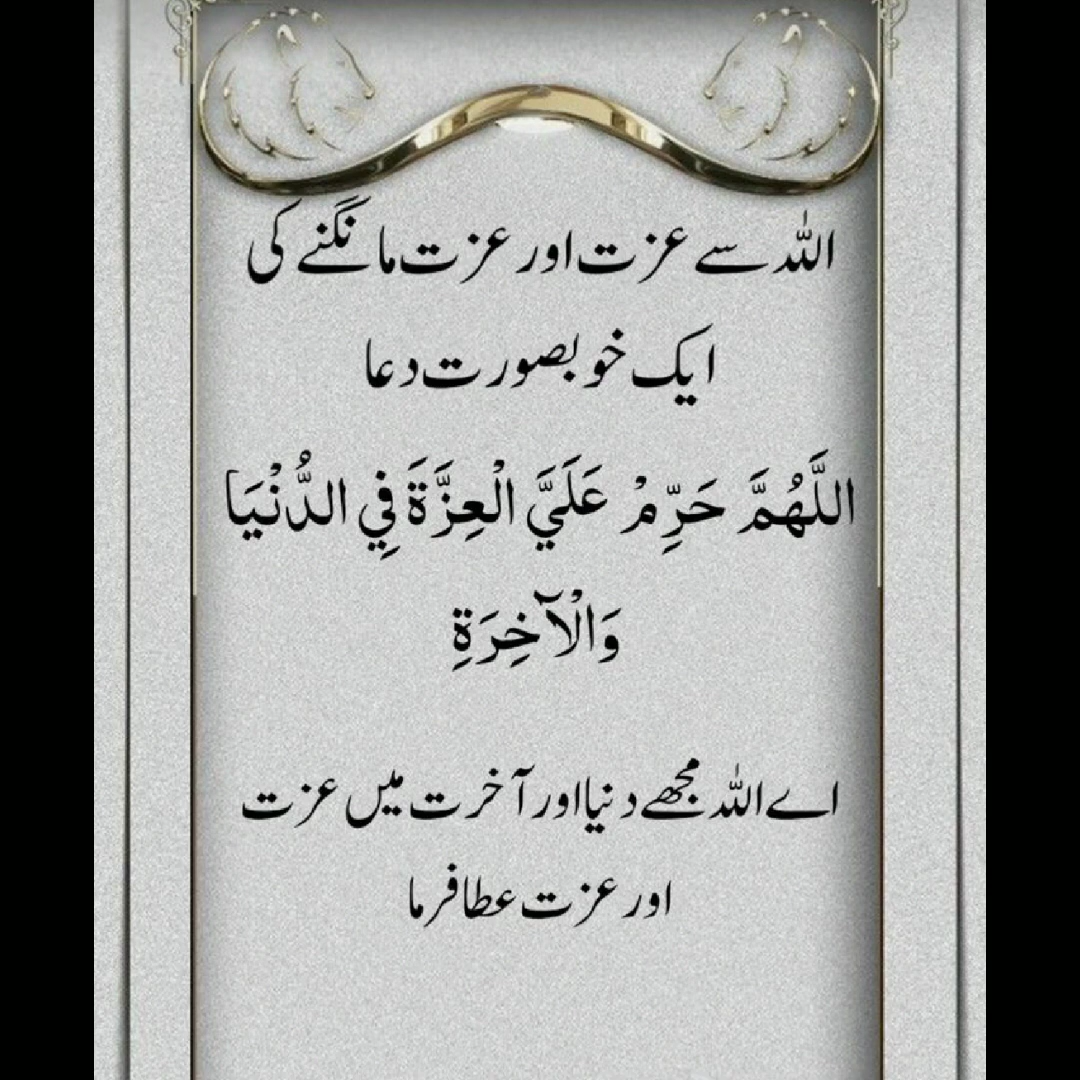 اللہ سے عزت اور عزت مانگنے کی
ایک خوبصورت دعا
اللَّهُمَّ حَرِّمْ عَلَيَّ الْعِزَّةَ فِي الدُّنْيَا
وَالْآخِرَةِ
اے اللہ مجھے دنیا اور آخرت میں عزت
اور عزت عطا فرما